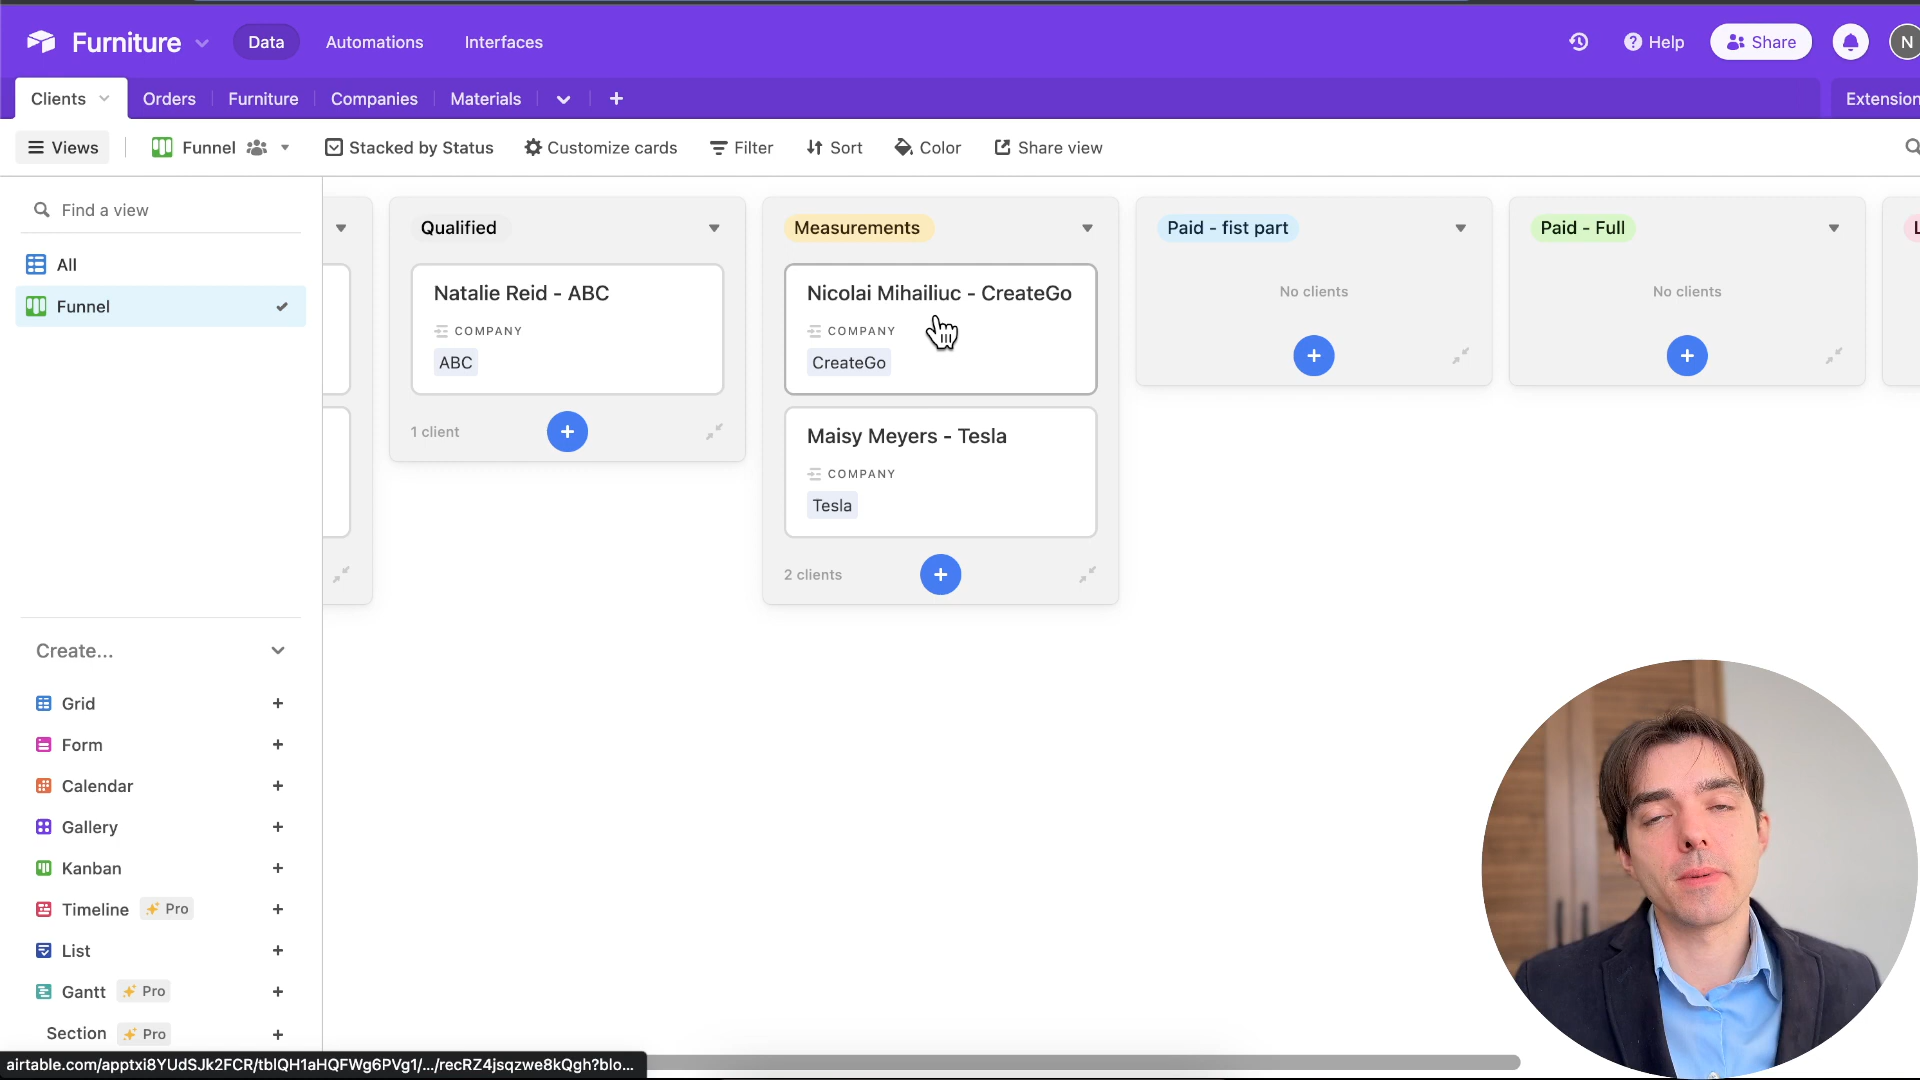 Furniture
Data
Automations
Interfaces
Help
Share
N
Clients
Orders
Furniture
Companies
Materials
Extension
Views
Funnel
Stacked by Status
Customize cards
Filter
Sort
Color
Share view
Find a view
All
Funnel
Qualified
Natalie Reid - ABC
COMPANY
ABC
1 client
Measurements
Nicolai Mihailiuc - CreateGo
COMPANY
CreateGo
Maisy Meyers - Tesla
COMPANY
Tesla
2 clients
Paid - fist part
No clients
Paid - Full
No clients
L
Create...
Grid
Form
Calendar
Gallery
Kanban
Timeline
Pro
List
Gantt
Pro
Section
Pro
airtable.com/apptxi8YUdSJk2FCR/tblQH1aHQFWg6PVg1/.../recRZ4jsqzwe8kQgh?blo...